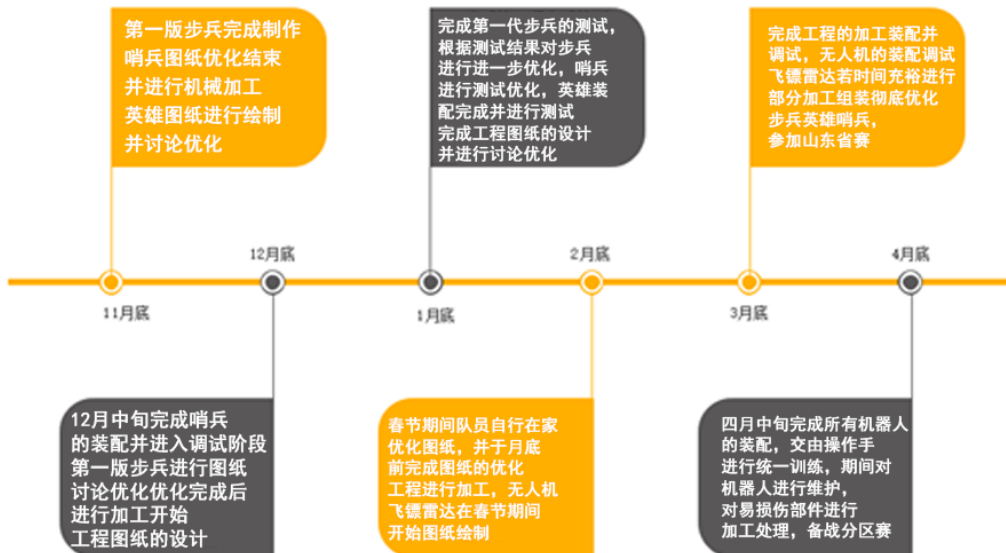 第一版步兵完成制作
哨兵图纸优化结束
并进行机械加工
英雄图纸进行绘制
并讨论优化
完成第一代步兵的测试，
根据测试结果对步兵
进行进一步优化，哨兵
进行测试优化，英雄装
配完成并进行测试
完成工程图纸的设计
并进行讨论优化
完成工程的加工装配并
调试，无人机的装配调试
飞镖雷达若时间充裕进行
部分加工组装彻底优化
步兵英雄哨兵，
参加山东省赛
12月底
2月底
4月底
11月底
1月底
3月底
12月中旬完成哨兵
的装配并进入调试阶段
第一版步兵进行图纸
讨论优化优化完成后
进行加工开始
工程图纸的设计
春节期间队员自行在家
优化图纸，并于月底
前完成图纸的优化
工程进行加工，无人机
飞镖雷达在春节期间
开始图纸绘制
四月中旬完成所有机器人
的装配，交由操作手
进行统一训练，期间对
机器人进行维护，
对易损伤部件进行
加工处理，备战分区赛